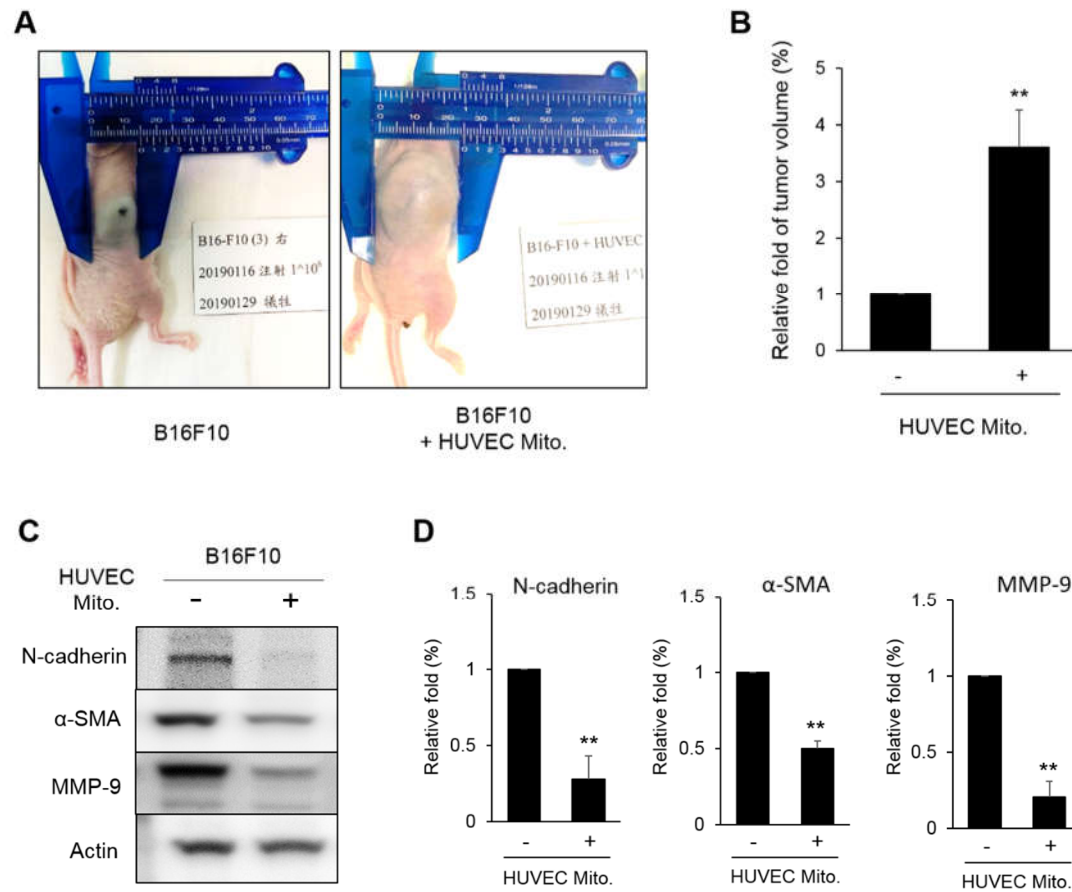 A
B16-F10 (3) 右
20190116 注射 1^10⁶
20190129 犠牲
B16-F10 + HUVEC
20190116 注射 1^1
20190129 犠牲
B16F10
B16F10
+ HUVEC Mito.
B
Relative fold of tumor volume (%)
5
4
3
2
1
0
**
- +
HUVEC Mito.
C
B16F10
HUVEC
Mito.
- +
N-cadherin
α-SMA
MMP-9
Actin
D
N-cadherin
Relative fold (%)
1.5
1
0.5
0
**
- +
HUVEC Mito.
α-SMA
Relative fold (%)
1.5
1
0.5
0
**
- +
HUVEC Mito.
MMP-9
Relative fold (%)
1.5
1
0.5
0
**
- +
HUVEC Mito.